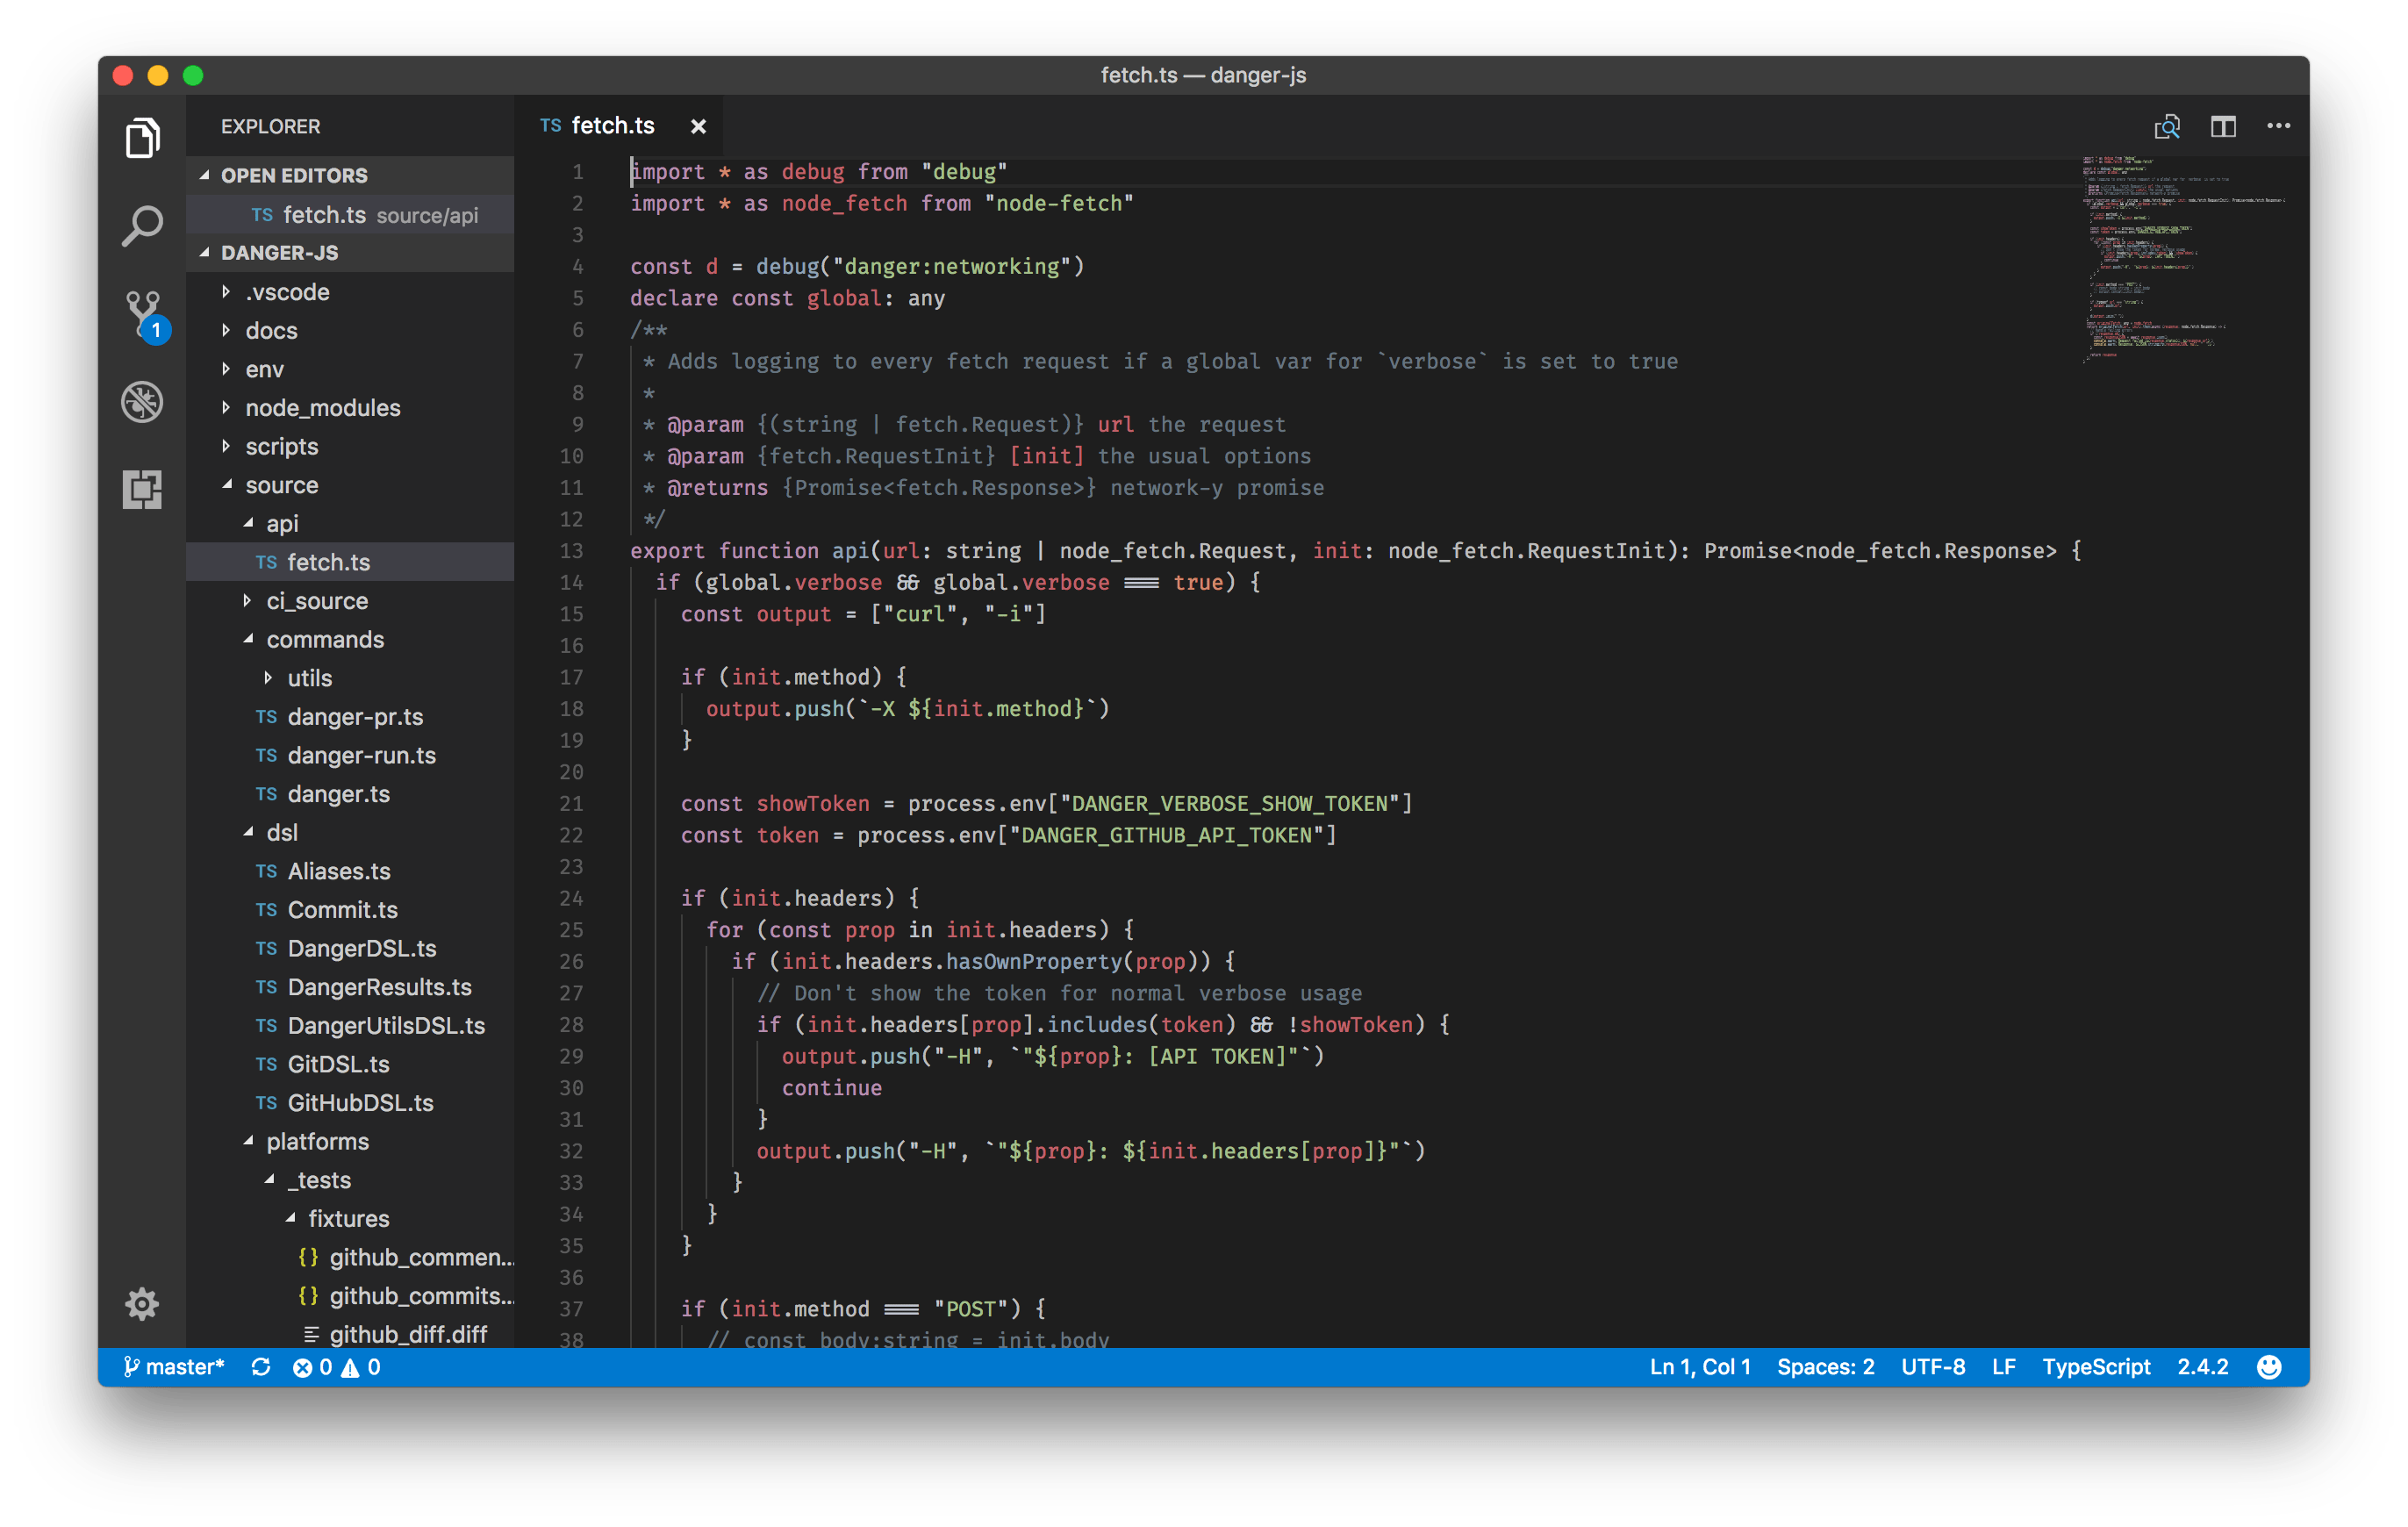 fetch.ts — danger-js
EXPLORER
OPEN EDITORS
TS fetch.ts source/api
DANGER-JS
.vscode
docs
env
node_modules
scripts
source
api
TS fetch.ts
ci_source
commands
utils
TS danger-pr.ts
TS danger-run.ts
TS danger.ts
dsl
TS Aliases.ts
TS Commit.ts
TS DangerDSL.ts
TS DangerResults.ts
TS DangerUtilsDSL.ts
TS GitDSL.ts
TS GitHubDSL.ts
platforms
_tests
fixtures
{} github_commen...
{} github_commits...
github_diff.diff
1
TS fetch.ts ×
1 import * as debug from "debug"
2 import * as node_fetch from "node-fetch"
3
4 const d = debug("danger:networking")
5 declare const global: any
6 /**
7 * Adds logging to every fetch request if a global var for `verbose` is set to true
8 *
9 * @param {(string | fetch.Request)} url the request
10 * @param {fetch.RequestInit} [init] the usual options
11 * @returns {Promise<fetch.Response>} network-y promise
12 */
13 export function api(url: string | node_fetch.Request, init: node_fetch.RequestInit): Promise<node_fetch.Response> {
14 if (global.verbose && global.verbose === true) {
15 const output = ["curl", "-i"]
16
17 if (init.method) {
18 output.push(`-X ${init.method}`)
19 }
20
21 const showToken = process.env["DANGER_VERBOSE_SHOW_TOKEN"]
22 const token = process.env["DANGER_GITHUB_API_TOKEN"]
23
24 if (init.headers) {
25 for (const prop in init.headers) {
26 if (init.headers.hasOwnProperty(prop)) {
27 // Don't show the token for normal verbose usage
28 if (init.headers[prop].includes(token) && !showToken) {
29 output.push("-H", `"${prop}: [API TOKEN]"`)
30 continue
31 }
32 output.push("-H", `"${prop}: ${init.headers[prop]}"`)
33 }
34 }
35 }
36
37 if (init.method === "POST") {
38 // const body:string = init.body
master* 0 0
Ln 1, Col 1 Spaces: 2 UTF-8 LF TypeScript 2.4.2